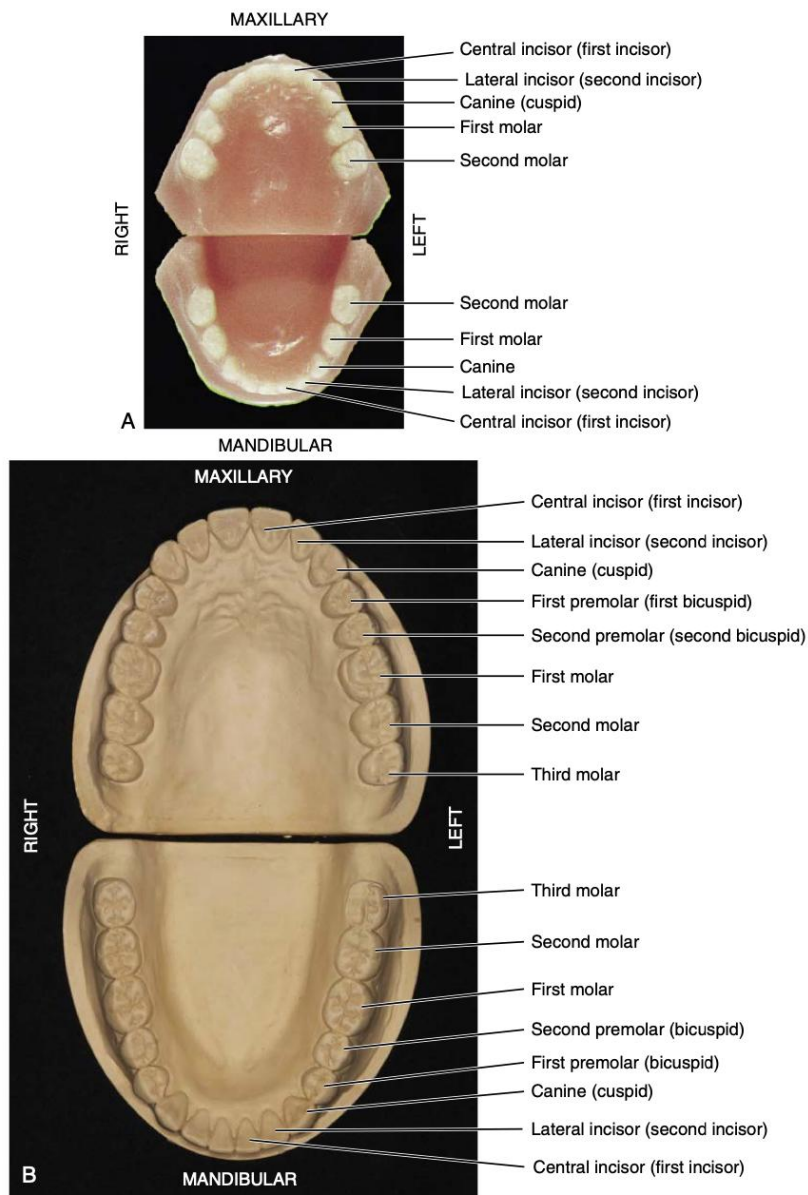 MAXILLARY
Central incisor (first incisor)
Lateral incisor (second incisor)
Canine (cuspid)
First molar
Second molar
RIGHT
LEFT
Second molar
First molar
Canine
Lateral incisor (second incisor)
Central incisor (first incisor)
A
MANDIBULAR
MAXILLARY
Central incisor (first incisor)
Lateral incisor (second incisor)
Canine (cuspid)
First premolar (first bicuspid)
Second premolar (second bicuspid)
First molar
Second molar
Third molar
RIGHT
LEFT
Third molar
Second molar
First molar
Second premolar (bicuspid)
First premolar (bicuspid)
Canine (cuspid)
Lateral incisor (second incisor)
Central incisor (first incisor)
B
MANDIBULAR